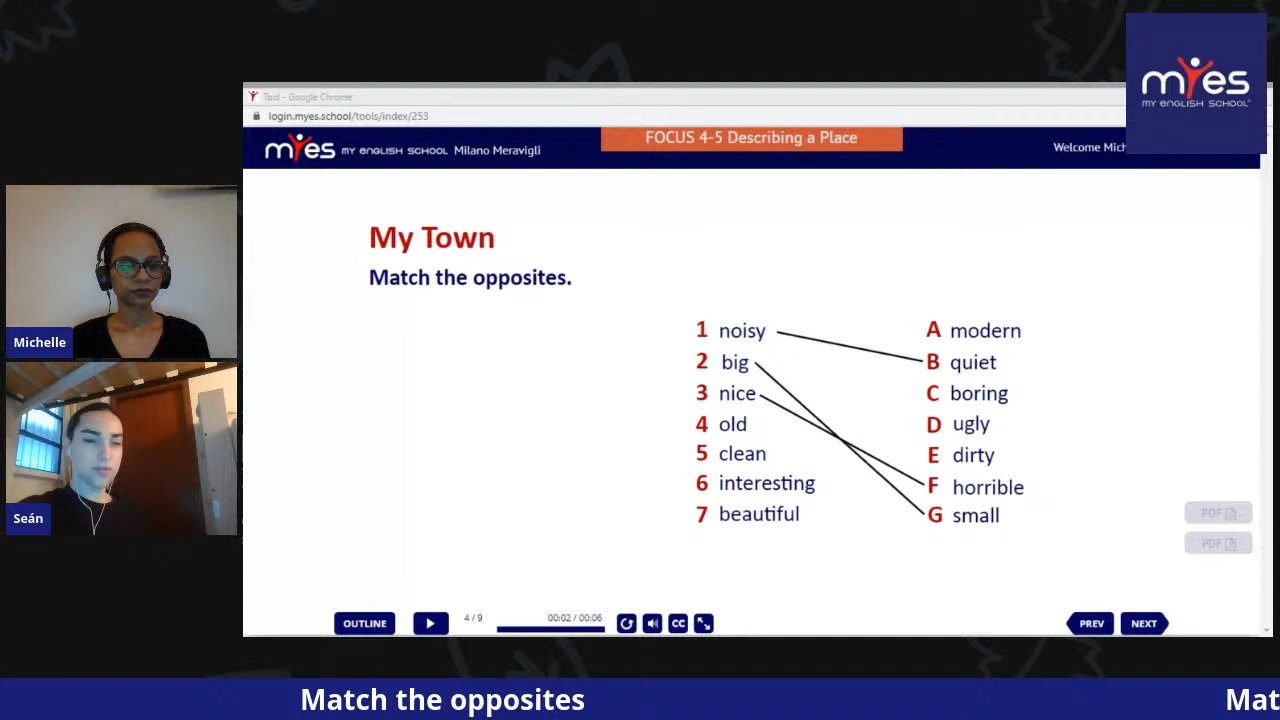 myes
MY ENGLISH SCHOOL
Tool - Google Chrome
login.myes.school/tools/index/253
myes MY ENGLISH SCHOOL Milano Meravigli
FOCUS 4-5 Describing a Place
Welcome Mich
My Town
Match the opposites.
1 noisy
A modern
2 big
B quiet
3 nice
C boring
4 old
D ugly
5 clean
E dirty
6 interesting
F horrible
7 beautiful
G small
Michelle
Seán
PDF
PDF
OUTLINE
4 / 9
00:02 / 00:06
CC
PREV
NEXT
Match the opposites
Mat